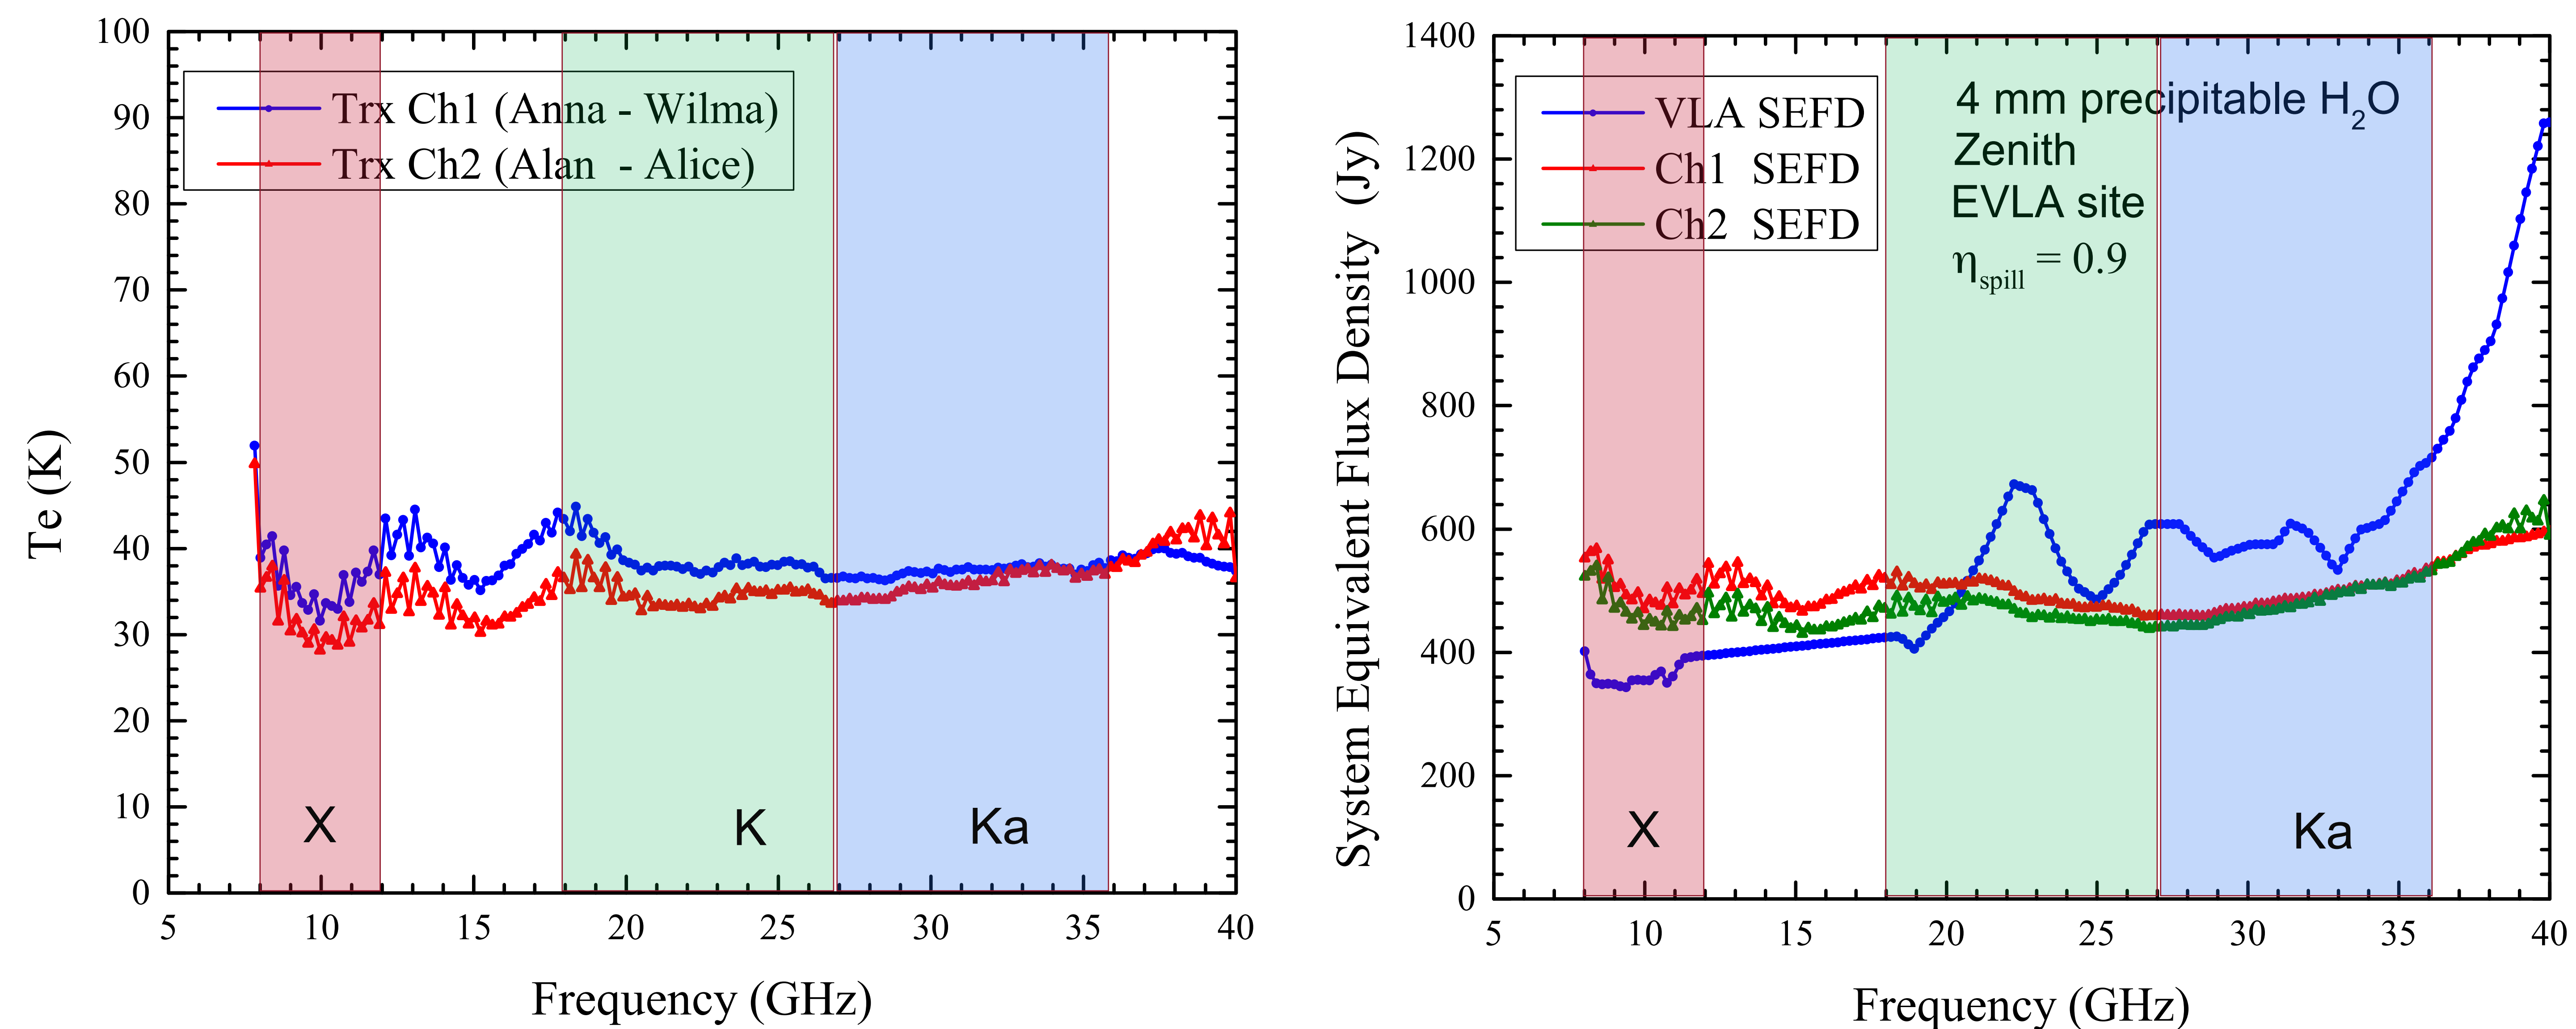 100
90
80
70
60
50
40
30
20
10
0
Te (K)
Trx Ch1 (Anna - Wilma)
Trx Ch2 (Alan - Alice)
X
K
Ka
5 10 15 20 25 30 35 40
Frequency (GHz)
1400
1200
1000
800
600
400
200
0
System Equivalent Flux Density (Jy)
VLA SEFD
Ch1 SEFD
Ch2 SEFD
4 mm precipitable H₂O
Zenith
EVLA site
ηspill = 0.9
X
Ka
5 10 15 20 25 30 35 40
Frequency (GHz)